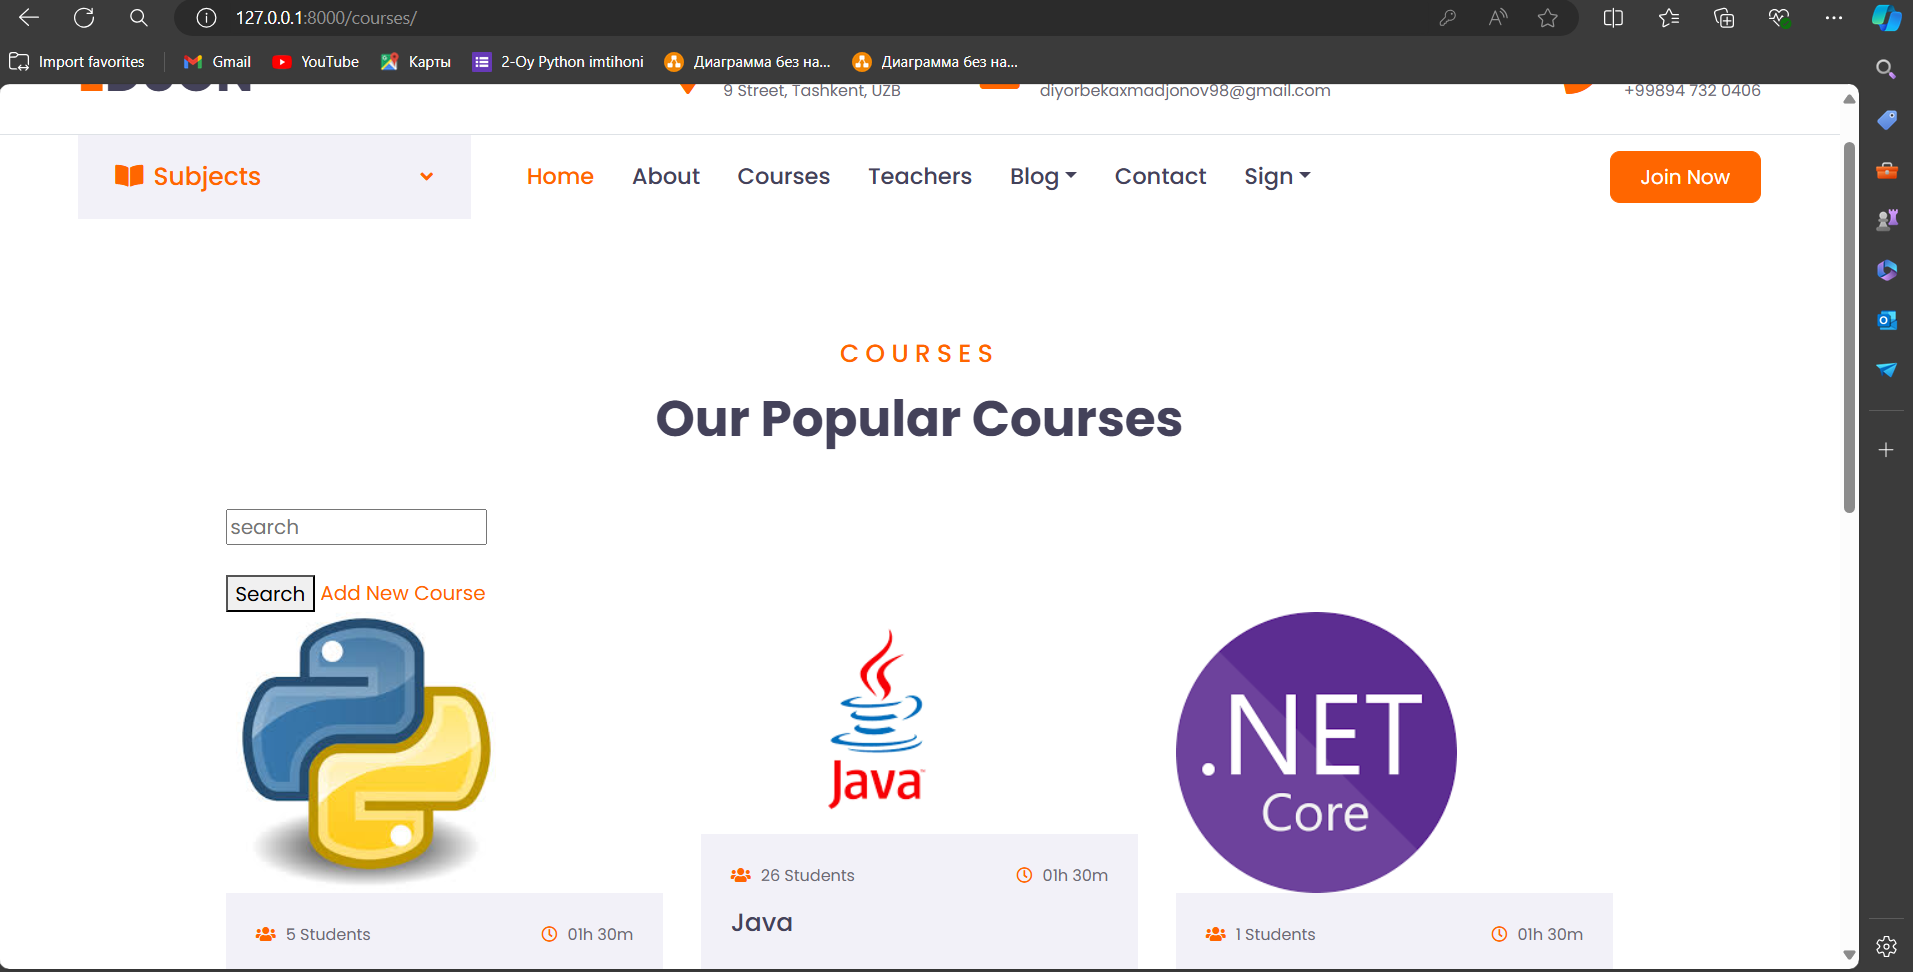 127.0.0.1:8000/courses/
Import favorites
Gmail
YouTube
Карты
2-Oy Python imtihoni
Диаграмма без на...
Диаграмма без на...
9 Street, Tashkent, UZB
diyorbekaxmadjonov98@gmail.com
+99894 732 0406
Subjects
Home
About
Courses
Teachers
Blog
Contact
Sign
Join Now
COURSES
Our Popular Courses
search
Search Add New Course
Java
.NET
Core
26 Students
01h 30m
Java
5 Students
01h 30m
1 Students
01h 30m